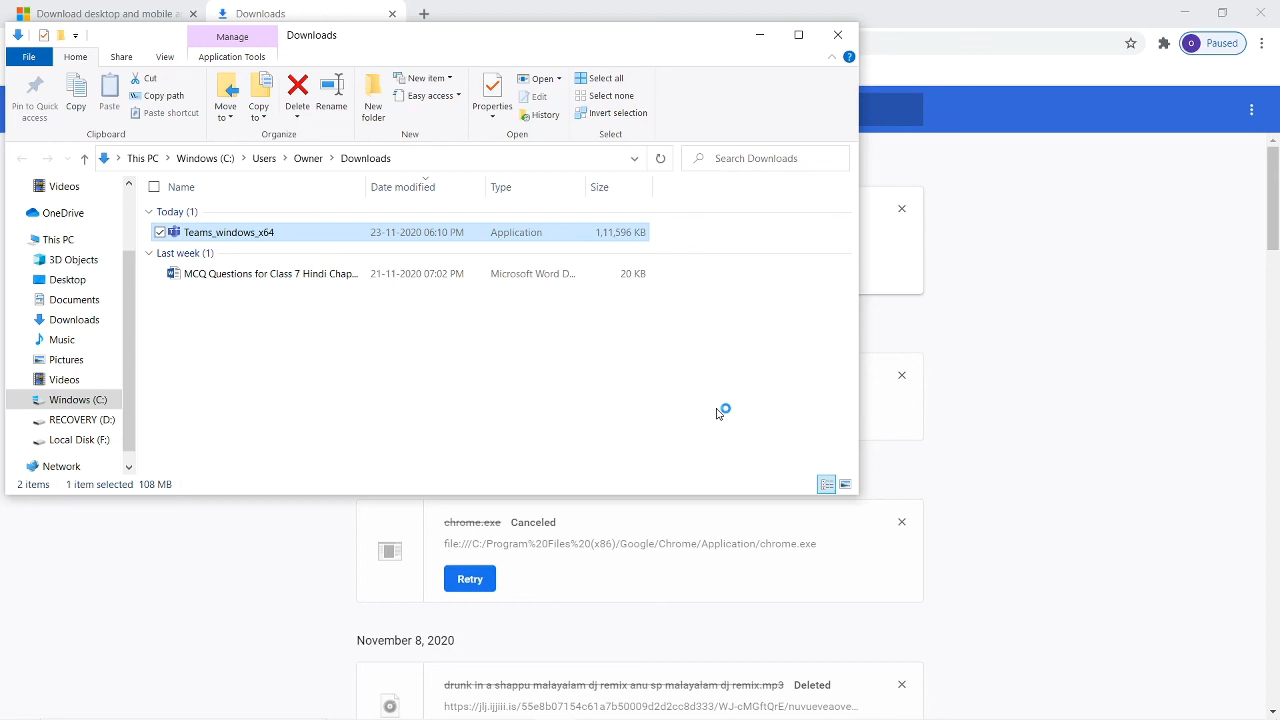 Download desktop and mobile a
Downloads
Manage
Downloads
File
Home
Share
View
Application Tools
Paused
Pin to Quick access
Copy
Paste
Cut
Copy path
Paste shortcut
Clipboard
Move to
Copy to
Delete
Rename
Organize
New folder
New item
Easy access
New
Properties
Open
Edit
History
Open
Select all
Select none
Invert selection
Select
This PC > Windows (C:) > Users > Owner > Downloads
Search Downloads
Name
Date modified
Type
Size
Today (1)
Teams_windows_x64 23-11-2020 06:10 PM Application 1,11,596 KB
Last week (1)
MCQ Questions for Class 7 Hindi Chap... 21-11-2020 07:02 PM Microsoft Word D... 20 KB
Videos
OneDrive
This PC
3D Objects
Desktop
Documents
Downloads
Music
Pictures
Videos
Windows (C:)
RECOVERY (D:)
Local Disk (F:)
Network
2 items 1 item selected 108 MB
chrome.exe Canceled
file:///C:/Program%20Files%20(x86)/Google/Chrome/Application/chrome.exe
Retry
November 8, 2020
drunk in a shappu malayalam dj remix anu sp malayalam dj remix.mp3 Deleted
https://jlj.ijjiii.is/55e8b07154c61a7b50009d2d2cc8d333/WJ-cMGftQrE/nuvueveaove...